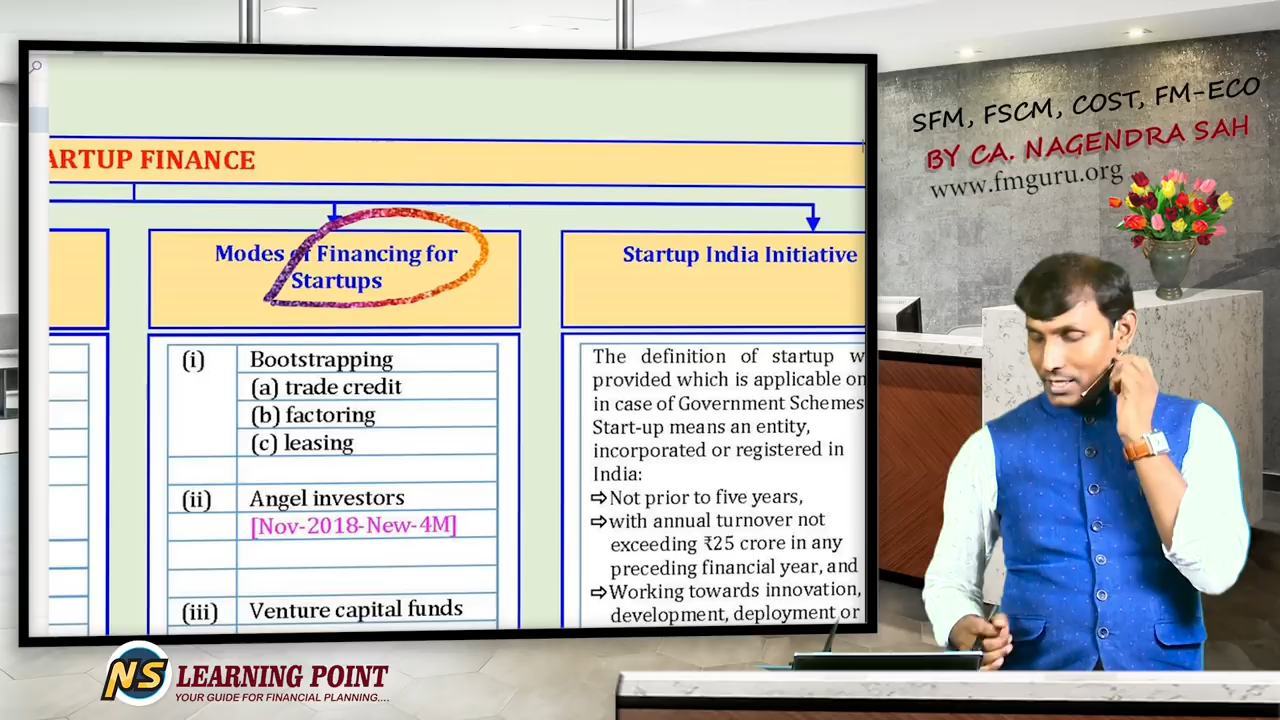 ARTUP FINANCE
Modes of Financing for
Startups
(i) Bootstrapping
(a) trade credit
(b) factoring
(c) leasing
(ii) Angel investors
[Nov-2018-New-4M]
(iii) Venture capital funds
Startup India Initiative
The definition of startup w
provided which is applicable on
in case of Government Schemes
Start-up means an entity,
incorporated or registered in
India:
⇨Not prior to five years,
⇨with annual turnover not
exceeding ₹25 crore in any
preceding financial year, and
⇨Working towards innovation,
development, deployment or
SFM, FSCM, COST, FM-ECO
BY CA. NAGENDRA SAH
www.fmguru.org
NS LEARNING POINT
YOUR GUIDE FOR FINANCIAL PLANNING....